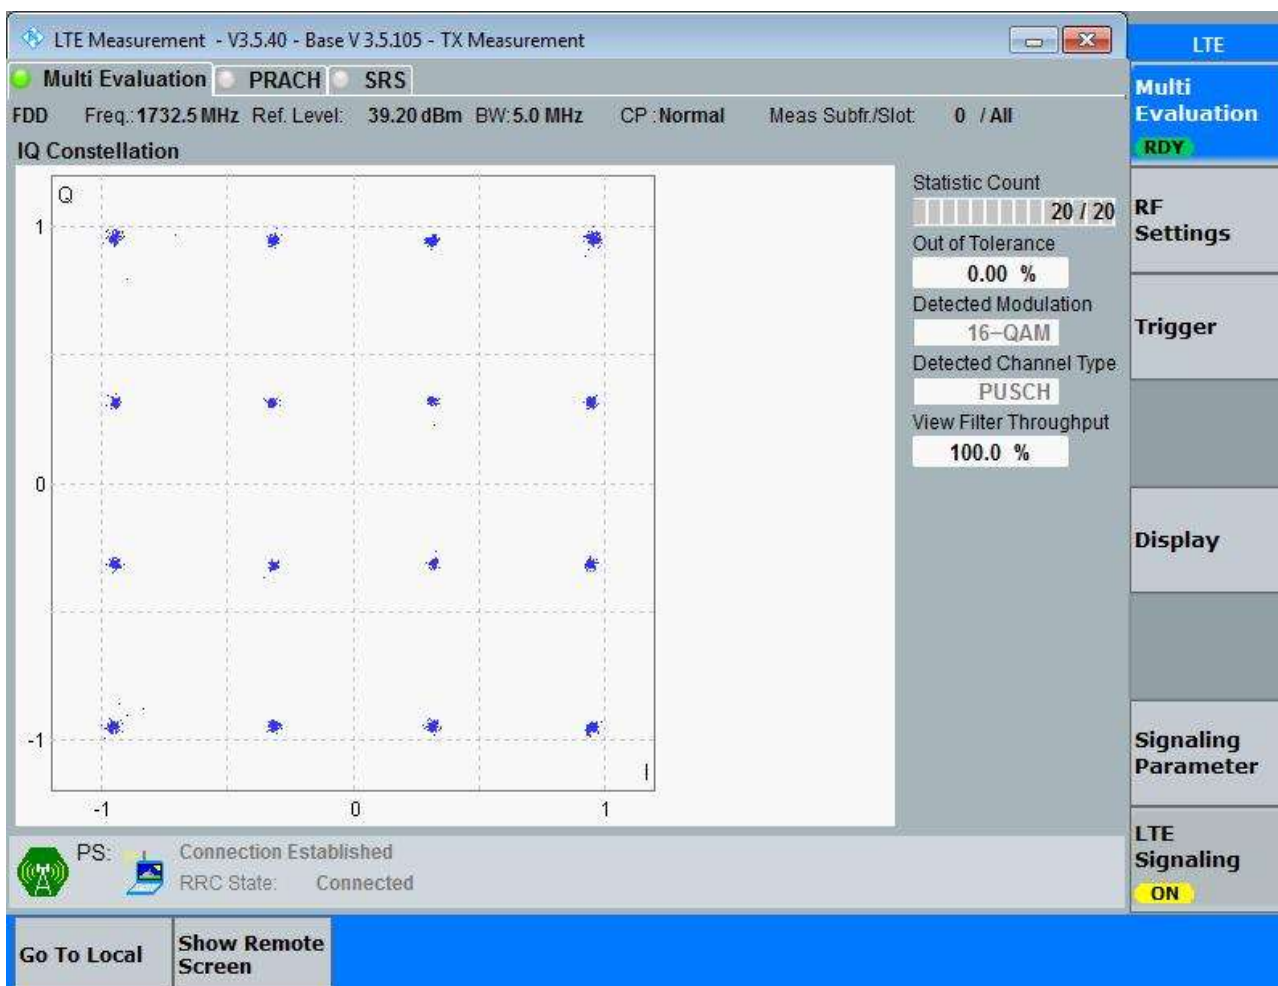 LTE Measurement - V3.5.40 - Base V 3.5.105 - TX Measurement
LTE
Multi Evaluation PRACH SRS
FDD Freq.: 1732.5 MHz Ref. Level: 39.20 dBm BW: 5.0 MHz CP : Normal Meas Subfr./Slot: 0 / All
IQ Constellation
Q
1
0
-1
-1 0 1
I
Statistic Count
20 / 20
Out of Tolerance
0.00 %
Detected Modulation
16-QAM
Detected Channel Type
PUSCH
View Filter Throughput
100.0 %
Multi
Evaluation
RDY
RF
Settings
Trigger
Display
Signaling
Parameter
LTE
Signaling
ON
PS: Connection Established
RRC State: Connected
Go To Local
Show Remote
Screen